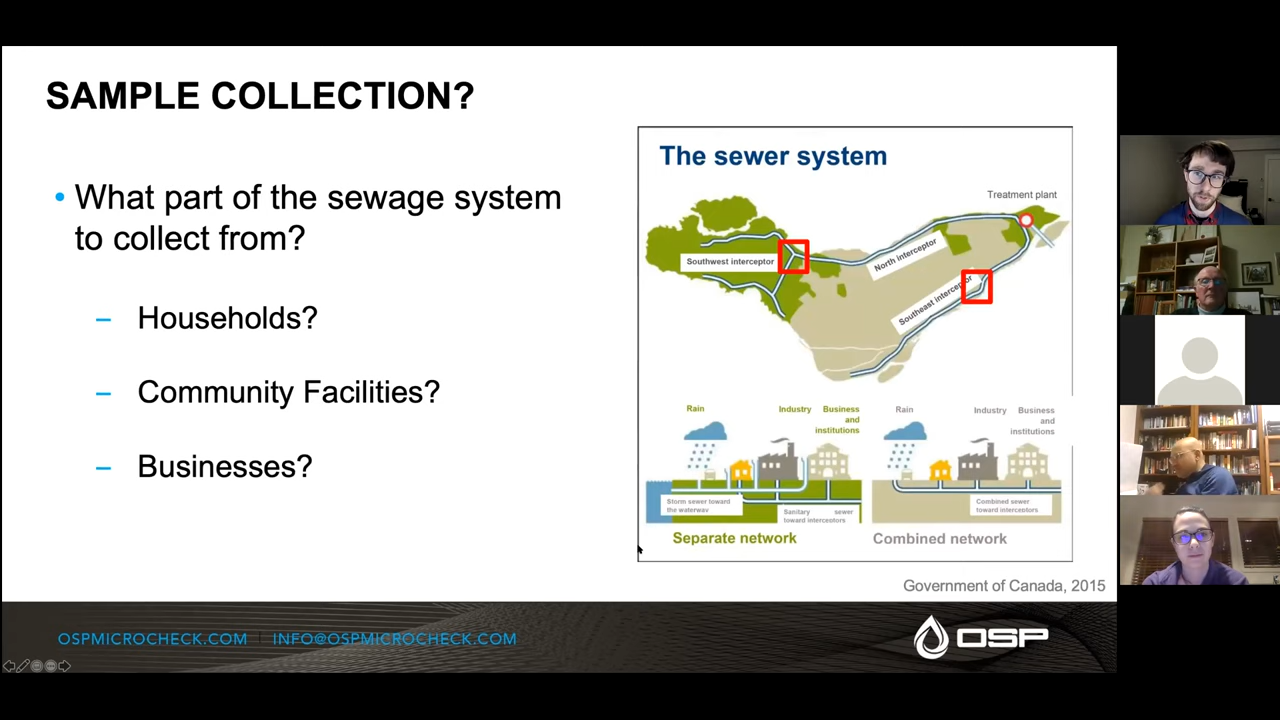 SAMPLE COLLECTION?
• What part of the sewage system
to collect from?
– Households?
– Community Facilities?
– Businesses?
The sewer system
Treatment plant
Southwest interceptor
North interceptor
Southeast interceptor
Rain
Industry
Business
and
institutions
Storm sewer toward
the waterway
Sanitary sewer
toward interceptors
Separate network
Rain
Industry
Business
and
institutions
Combined sewer
toward interceptors
Combined network
Government of Canada, 2015
OSPMICROCHECK.COM | INFO@OSPMICROCHECK.COM
OSP